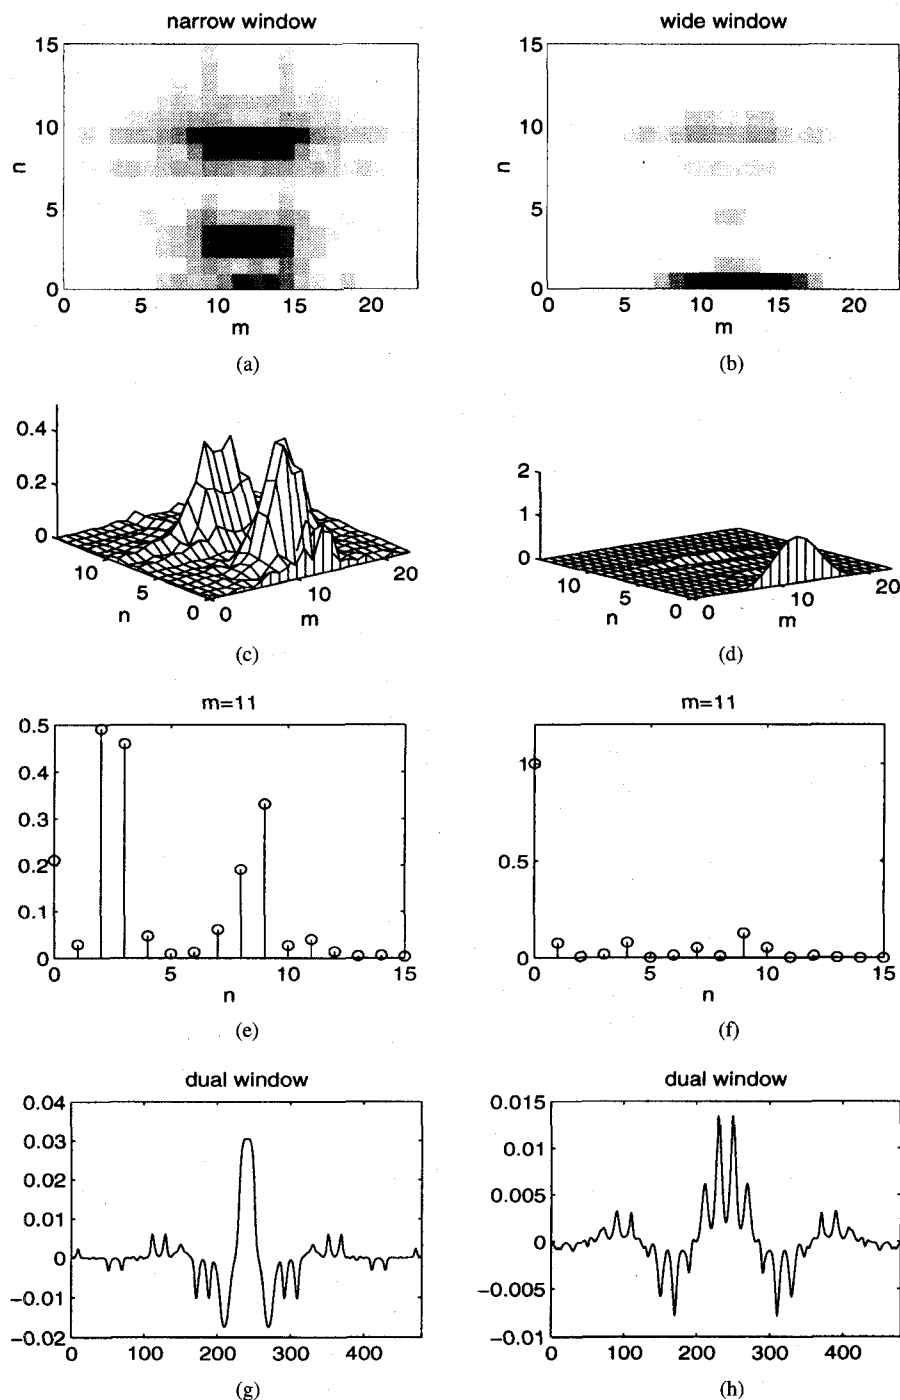 narrow window
wide window
15
10
5
0
n
0 5 10 15 20
m
15
10
5
0
n
0 5 10 15 20
m
(a)
(b)
0.4
0.2
0
10
5
0
n
0
10
20
m
2
1
0
10
5
0
n
0
10
20
m
(c)
(d)
m=11
m=11
0.5
0.4
0.3
0.2
0.1
0
0 5 10 15
n
1
0.5
0
0 5 10 15
n
(e)
(f)
dual window
dual window
0.04
0.03
0.02
0.01
0
−0.01
−0.02
0 100 200 300 400
0.015
0.01
0.005
0
−0.005
−0.01
0 100 200 300 400
(g)
(h)